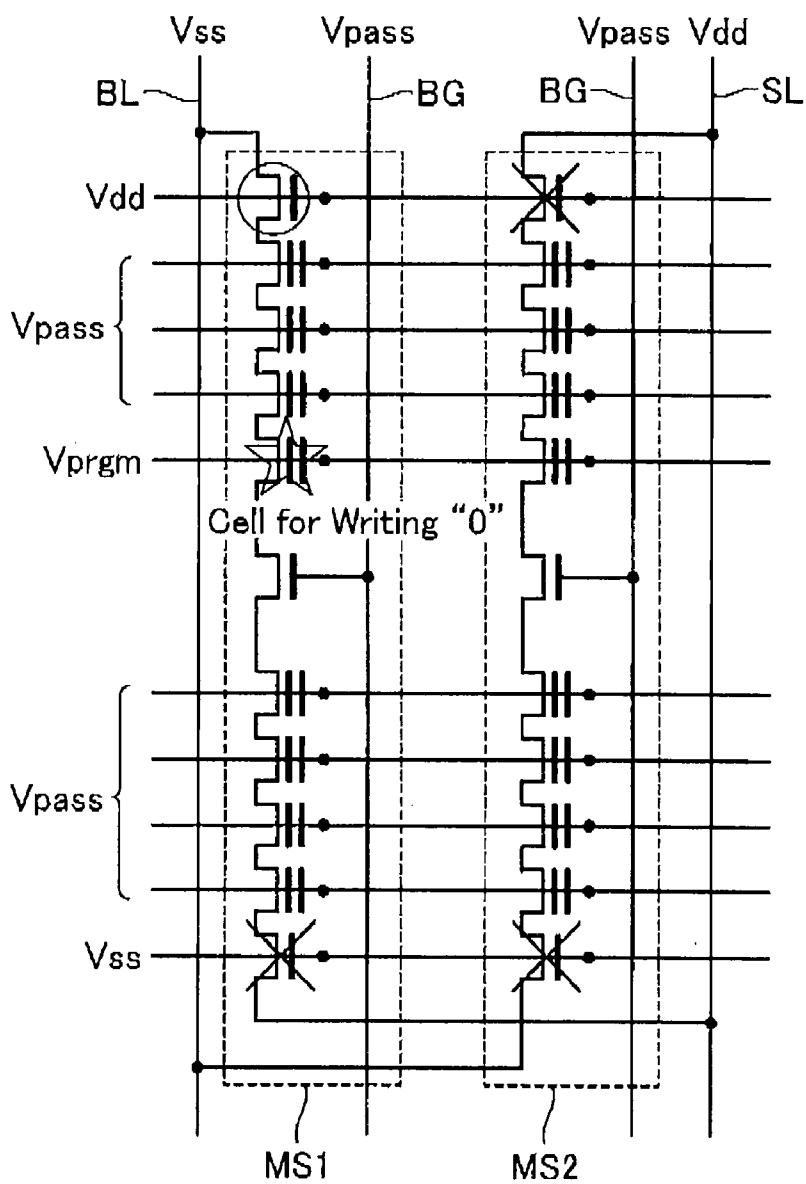 Vss Vpass Vpass Vdd
BL BG BG SL
Vdd
Vpass
Vprgm
Cell for Writing “0”
Vpass
Vss
MS1 MS2